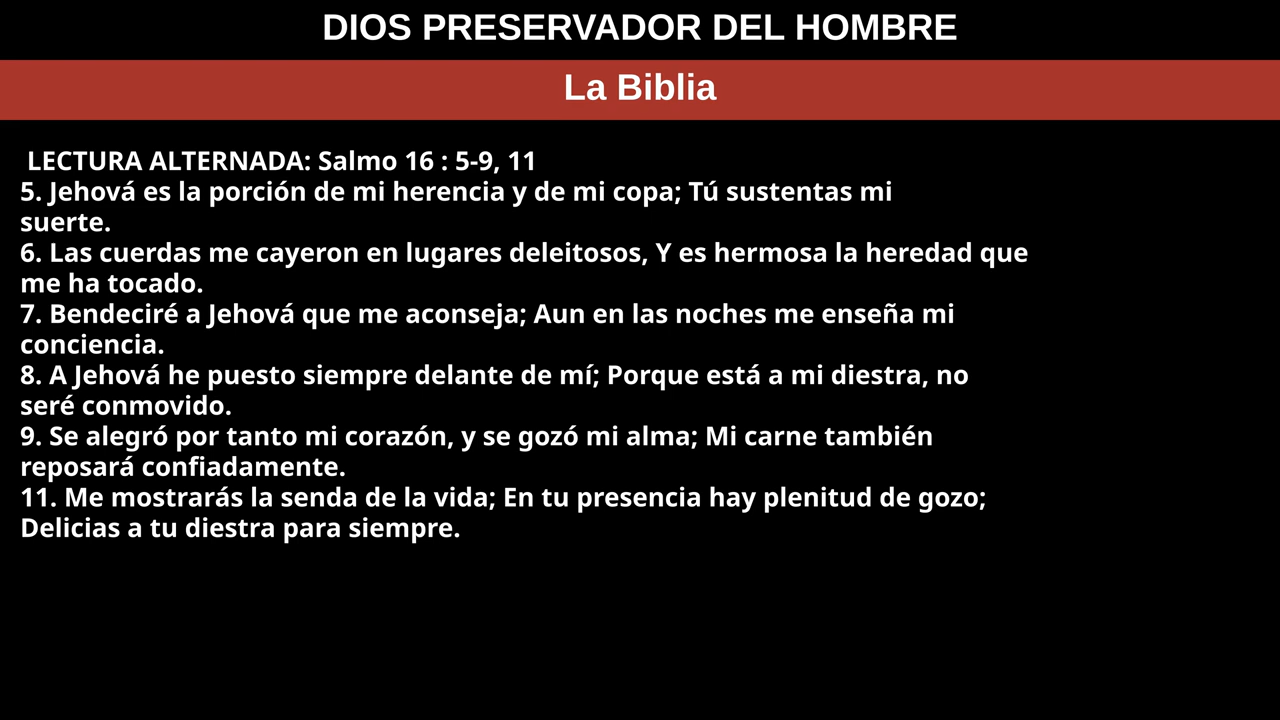 DIOS PRESERVADOR DEL HOMBRE
La Biblia
LECTURA ALTERNADA: Salmo 16 : 5-9, 11
5. Jehová es la porción de mi herencia y de mi copa; Tú sustentas mi
suerte.
6. Las cuerdas me cayeron en lugares deleitosos, Y es hermosa la heredad que
me ha tocado.
7. Bendeciré a Jehová que me aconseja; Aun en las noches me enseña mi
conciencia.
8. A Jehová he puesto siempre delante de mí; Porque está a mi diestra, no
seré conmovido.
9. Se alegró por tanto mi corazón, y se gozó mi alma; Mi carne también
reposará confiadamente.
11. Me mostrarás la senda de la vida; En tu presencia hay plenitud de gozo;
Delicias a tu diestra para siempre.